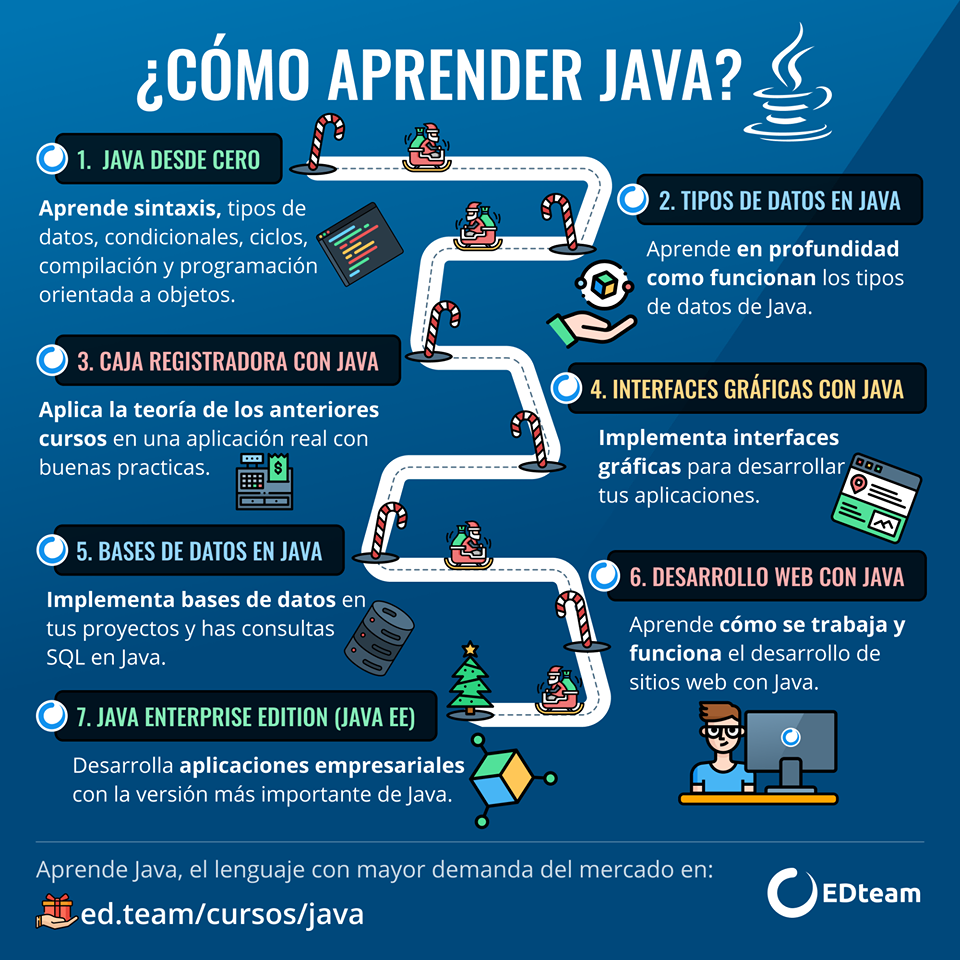 ¿CÓMO APRENDER JAVA?
1. JAVA DESDE CERO
Aprende sintaxis, tipos de
datos, condicionales, ciclos,
compilación y programación
orientada a objetos.
2. TIPOS DE DATOS EN JAVA
Aprende en profundidad
como funcionan los tipos
de datos de Java.
3. CAJA REGISTRADORA CON JAVA
Aplica la teoría de los anteriores
cursos en una aplicación real con
buenas practicas.
$
4. INTERFACES GRÁFICAS CON JAVA
Implementa interfaces
gráficas para desarrollar
tus aplicaciones.
5. BASES DE DATOS EN JAVA
Implementa bases de datos en
tus proyectos y has consultas
SQL en Java.
6. DESARROLLO WEB CON JAVA
Aprende cómo se trabaja y
funciona el desarrollo de
sitios web con Java.
7. JAVA ENTERPRISE EDITION (JAVA EE)
Desarrolla aplicaciones empresariales
con la versión más importante de Java.
Aprende Java, el lenguaje con mayor demanda del mercado en:
ed.team/cursos/java
EDteam